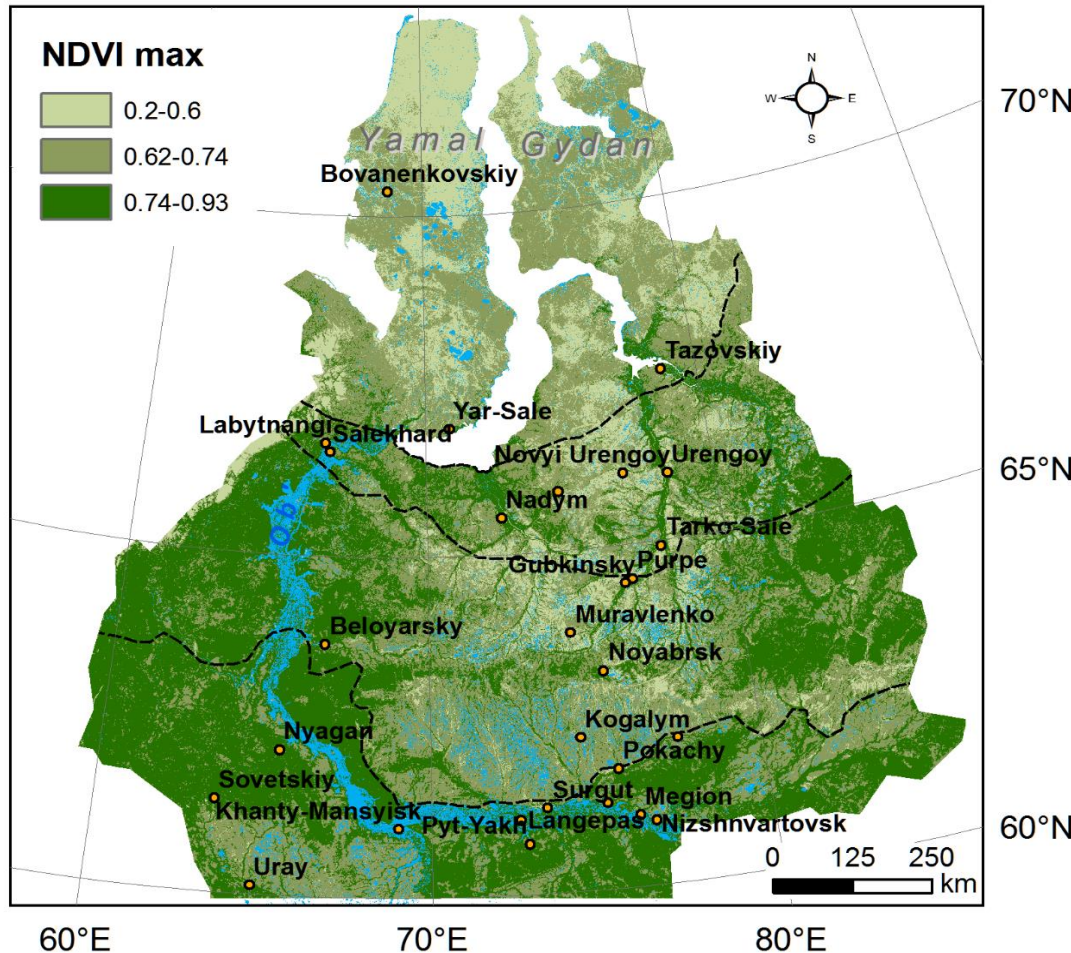 NDVI max
0.2-0.6
0.62-0.74
0.74-0.93
N
W E
S
70°N
65°N
60°N
Yamal Gydan
Bovanenkovskiy
Tazovskiy
Yar-Sale
Labytnangi
Salekhard
Novyi Urengoy
Urengoy
Nadym
Ob'
Tarko-Sale
Gubkinsky
Purpe
Muravlenko
Beloyarsky
Noyabrsk
Kogalym
Nyagan
Pokachy
Sovetskiy
Surgut
Megion
Khanty-Mansyisk
Pyt-Yakh
Langepas
Nizshnvartovsk
Uray
0 125 250
km
60°E 70°E 80°E